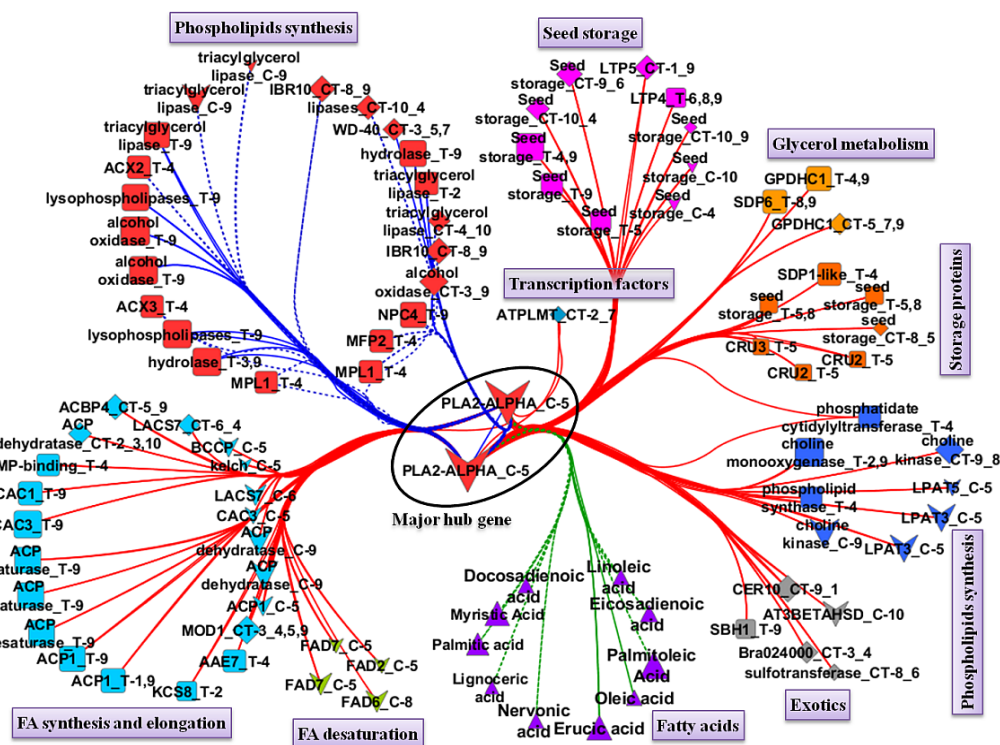 Phospholipids synthesis
triacylglycerol
lipase_C-9
triacylglycerol
lipase_C-9
IBR10_CT-8_9
lipases_CT-10_4
WD-40_CT-3_5,7
triacylglycerol
lipase_T-9
hydrolase_T-9
ACX2_T-4
triacylglycerol
lipase_T-2
lysophospholipases_T-9
triacylglycerol
lipase_CT-4_10
alcohol
oxidase_T-9
IBR10_CT-8_9
alcohol
oxidase_T-9
alcohol
oxidase_CT-3_9
ACX3_T-4
NPC4_T-9
lysophospholipases_T-9
MFP2_T-4
hydrolase_T-3,9
MPL1_T-4
MPL1_T-4
Seed storage
Seed
storage_CT-9_6
LTP5_CT-1_9
Seed
storage_CT-10_4
LTP4_T-6,8,9
Seed
storage_CT-10_9
Seed
storage_T-4,9
Seed
storage_C-10
Seed
storage_T-9
Seed
storage_C-4
Seed
storage_T-5
Transcription factors
ATPLMT_CT-2_7
Glycerol metabolism
GPDHC1_T-4,9
SDP6_T-8,9
GPDHC1_CT-5_7,9
Storage proteins
SDP1-like_T-4
seed
storage_T-5,8
seed
storage_T-5,8
seed
storage_CT-8_5
CRU3_T-5
CRU2_T-5
CRU2_T-5
PLA2-ALPHA_C-5
PLA2-ALPHA_C-5
Major hub gene
phosphatidate
cytidylyltransferase_T-4
choline
monooxygenase_T-2,9
choline
kinase_CT-9_8
phospholipid
synthase_T-4
LPAT5_C-5
choline
kinase_C-9
LPAT3_C-5
LPAT3_C-5
Phospholipids synthesis
CER10_CT-9_1
AT3BETAHSD_C-10
SBH1_T-9
Bra024000_CT-3_4
sulfotransferase_CT-8_6
Exotics
ACBP4_CT-5_9
ACP
dehydratase_CT-2_3,10
LACS7_CT-6_4
BCCP_C-5
kelch_C-5
MP-binding_T-4
CAC1_T-9
LACS7_C-6
CAC3_C-5
CAC3_T-9
ACP
dehydratase_C-9
ACP
aturase_T-9
ACP
dehydratase_C-9
ACP
aturase_T-9
ACP1_C-5
ACP
desaturase_T-9
MOD1_CT-3_4,5,9
ACP1_T-9
AAE7_T-4
ACP1_T-1,9
KCS8_T-2
FA synthesis and elongation
FAD7_C-5
FAD2_C-5
FAD7_C-5
FAD6_C-8
FA desaturation
Docosadienoic
acid
Linoleic
acid
Myristic Acid
Eicosadienoic
acid
Palmitic acid
Palmitoleic
Acid
Lignoceric
acid
Oleic acid
Nervonic
acid
Erucic acid
Fatty acids